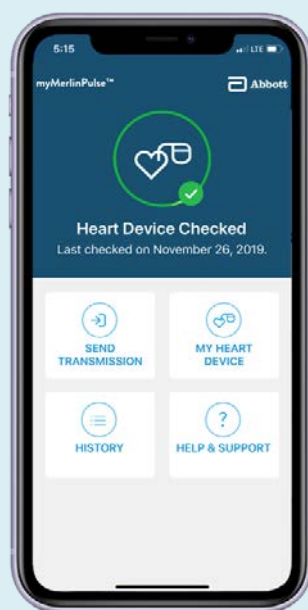 5:15
LTE
myMerlinPulse™
Abbott
Heart Device Checked
Last checked on November 26, 2019.
SEND
TRANSMISSION
MY HEART
DEVICE
HISTORY
?
HELP & SUPPORT